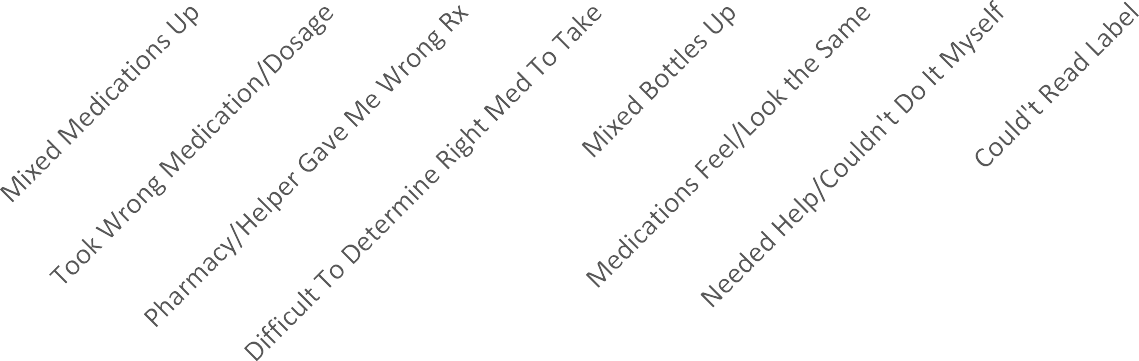 Mixed Medications Up
Took Wrong Medication/Dosage
Pharmacy/Helper Gave Me Wrong Rx
Difficult To Determine Right Med To Take
Mixed Bottles Up
Medications Feel/Look the Same
Needed Help/Couldn't Do It Myself
Could't Read Label